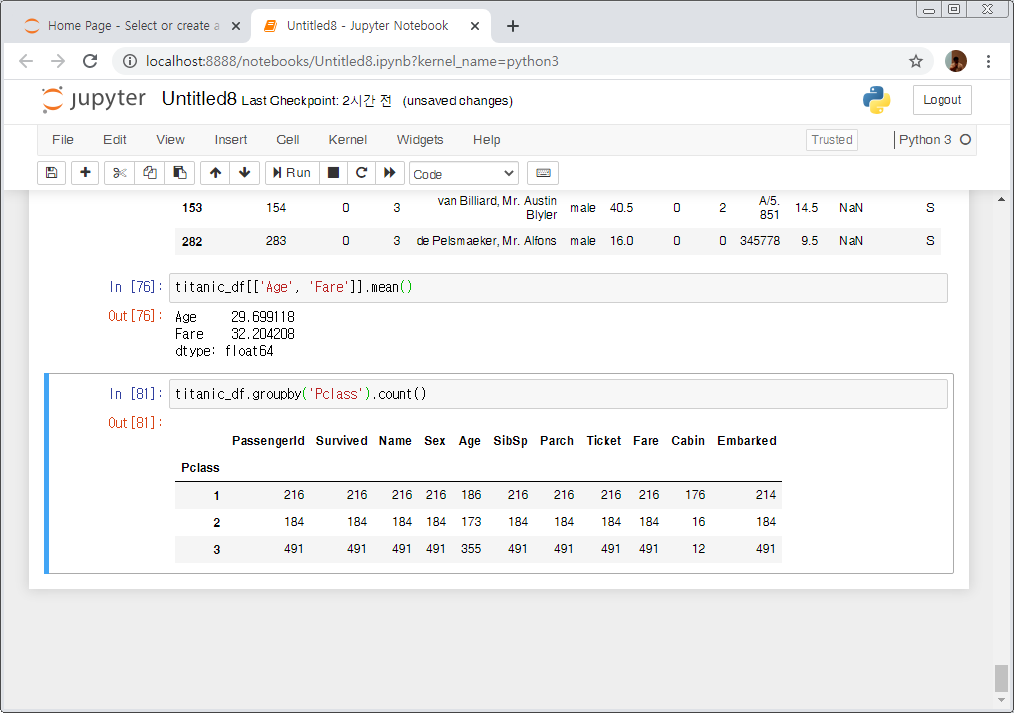 Home Page - Select or create a
Untitled8 - Jupyter Notebook
localhost:8888/notebooks/Untitled8.ipynb?kernel_name=python3
jupyter Untitled8 Last Checkpoint: 2시간 전 (unsaved changes)
Logout
File Edit View Insert Cell Kernel Widgets Help
Trusted
Python 3
Run
Code
153 154 0 3 van Billiard, Mr. Austin Blyler male 40.5 0 2 A/5. 851 14.5 NaN S
282 283 0 3 de Pelsmaeker, Mr. Alfons male 16.0 0 0 345778 9.5 NaN S
In [76]: titanic_df[['Age', 'Fare']].mean()
Out[76]: Age 29.699118
Fare 32.204208
dtype: float64
In [81]: titanic_df.groupby('Pclass').count()
Out[81]:
PassengerId Survived Name Sex Age SibSp Parch Ticket Fare Cabin Embarked
Pclass
1 216 216 216 216 186 216 216 216 216 176 214
2 184 184 184 184 173 184 184 184 184 16 184
3 491 491 491 491 355 491 491 491 491 12 491